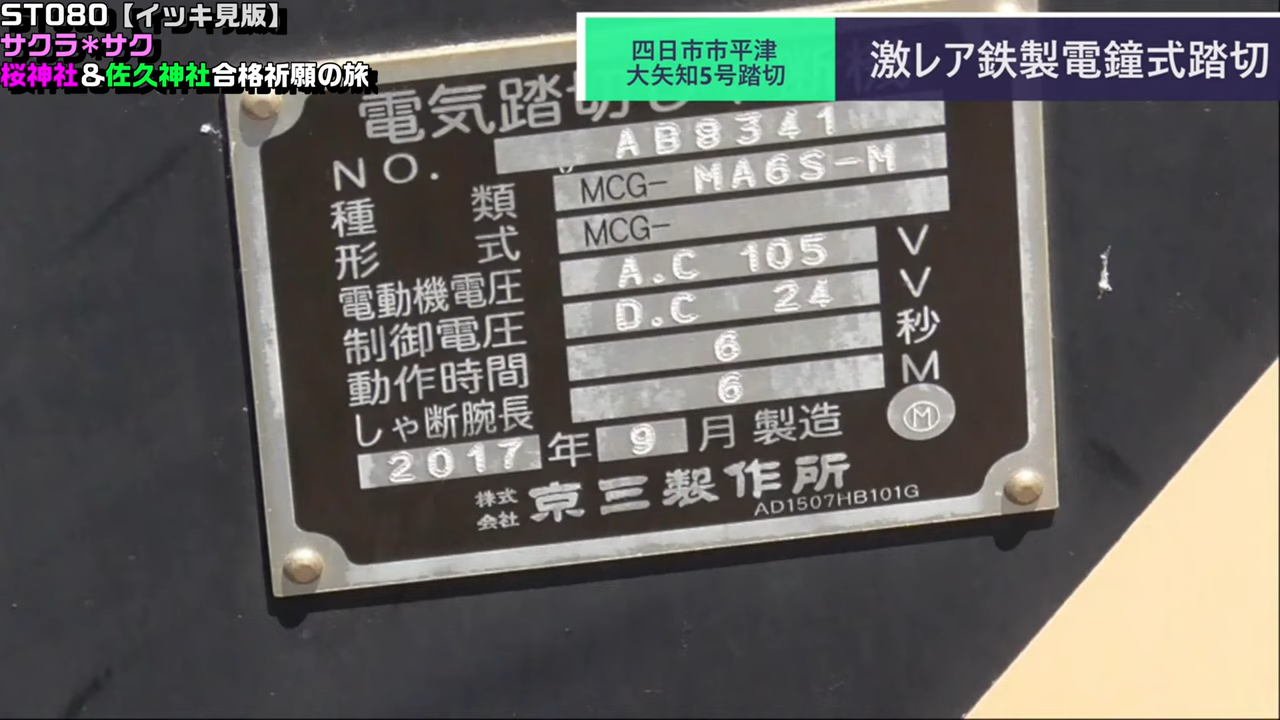 ST080【イッキ見版】
サクラ＊サク
桜神社＆佐久神社合格祈願の旅
四日市市平津
大矢知5号踏切
激レア鉄製電鐘式踏切
電気踏切
NO. AB8341
種類 MCG- MA6S-M
形式 MCG-
電動機電圧 A.C 105 V
制御電圧 D.C 24 V
動作時間 6 秒
しゃ断腕長 6 M
2017年9月製造 M
株式会社 京三製作所
AD1507HB101G